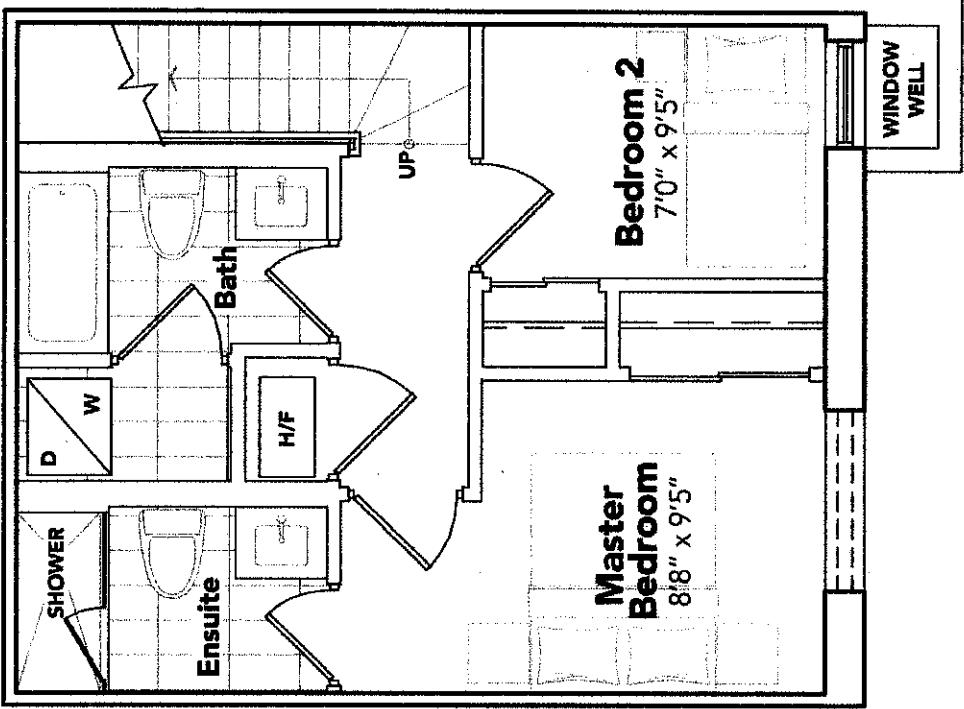 SHOWER
Ensuite
D
W
H/F
Bath
UP
Master
Bedroom
8'8" x 9'5"
Bedroom 2
7'0" x 9'5"
WINDOW
WELL